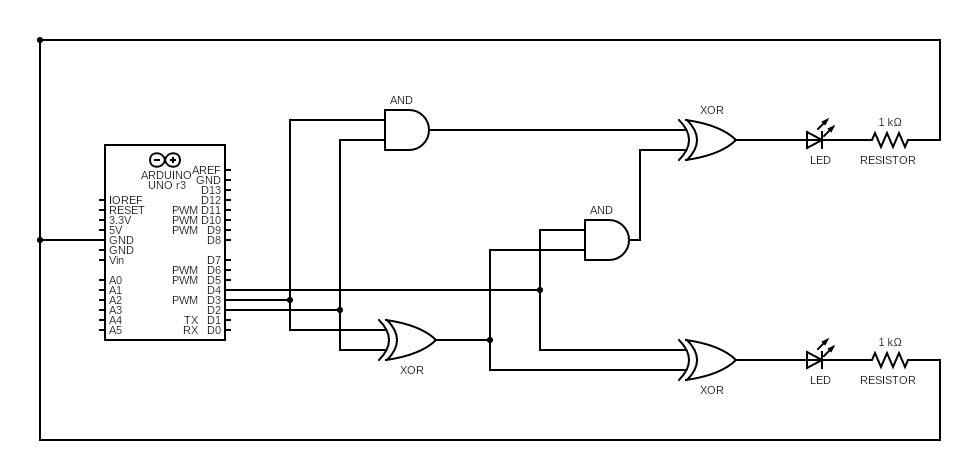 AND
XOR
1 kΩ
LED
RESISTOR
ARDUINO
UNO r3
AREF
GND
D13
IOREF D12
RESET PWM D11
3.3V PWM D10
5V PWM D9
GND D8
GND
Vin D7
PWM D6
A0 PWM D5
A1 D4
A2 PWM D3
A3 D2
A4 TX D1
A5 RX D0
AND
XOR
XOR
1 kΩ
LED
RESISTOR